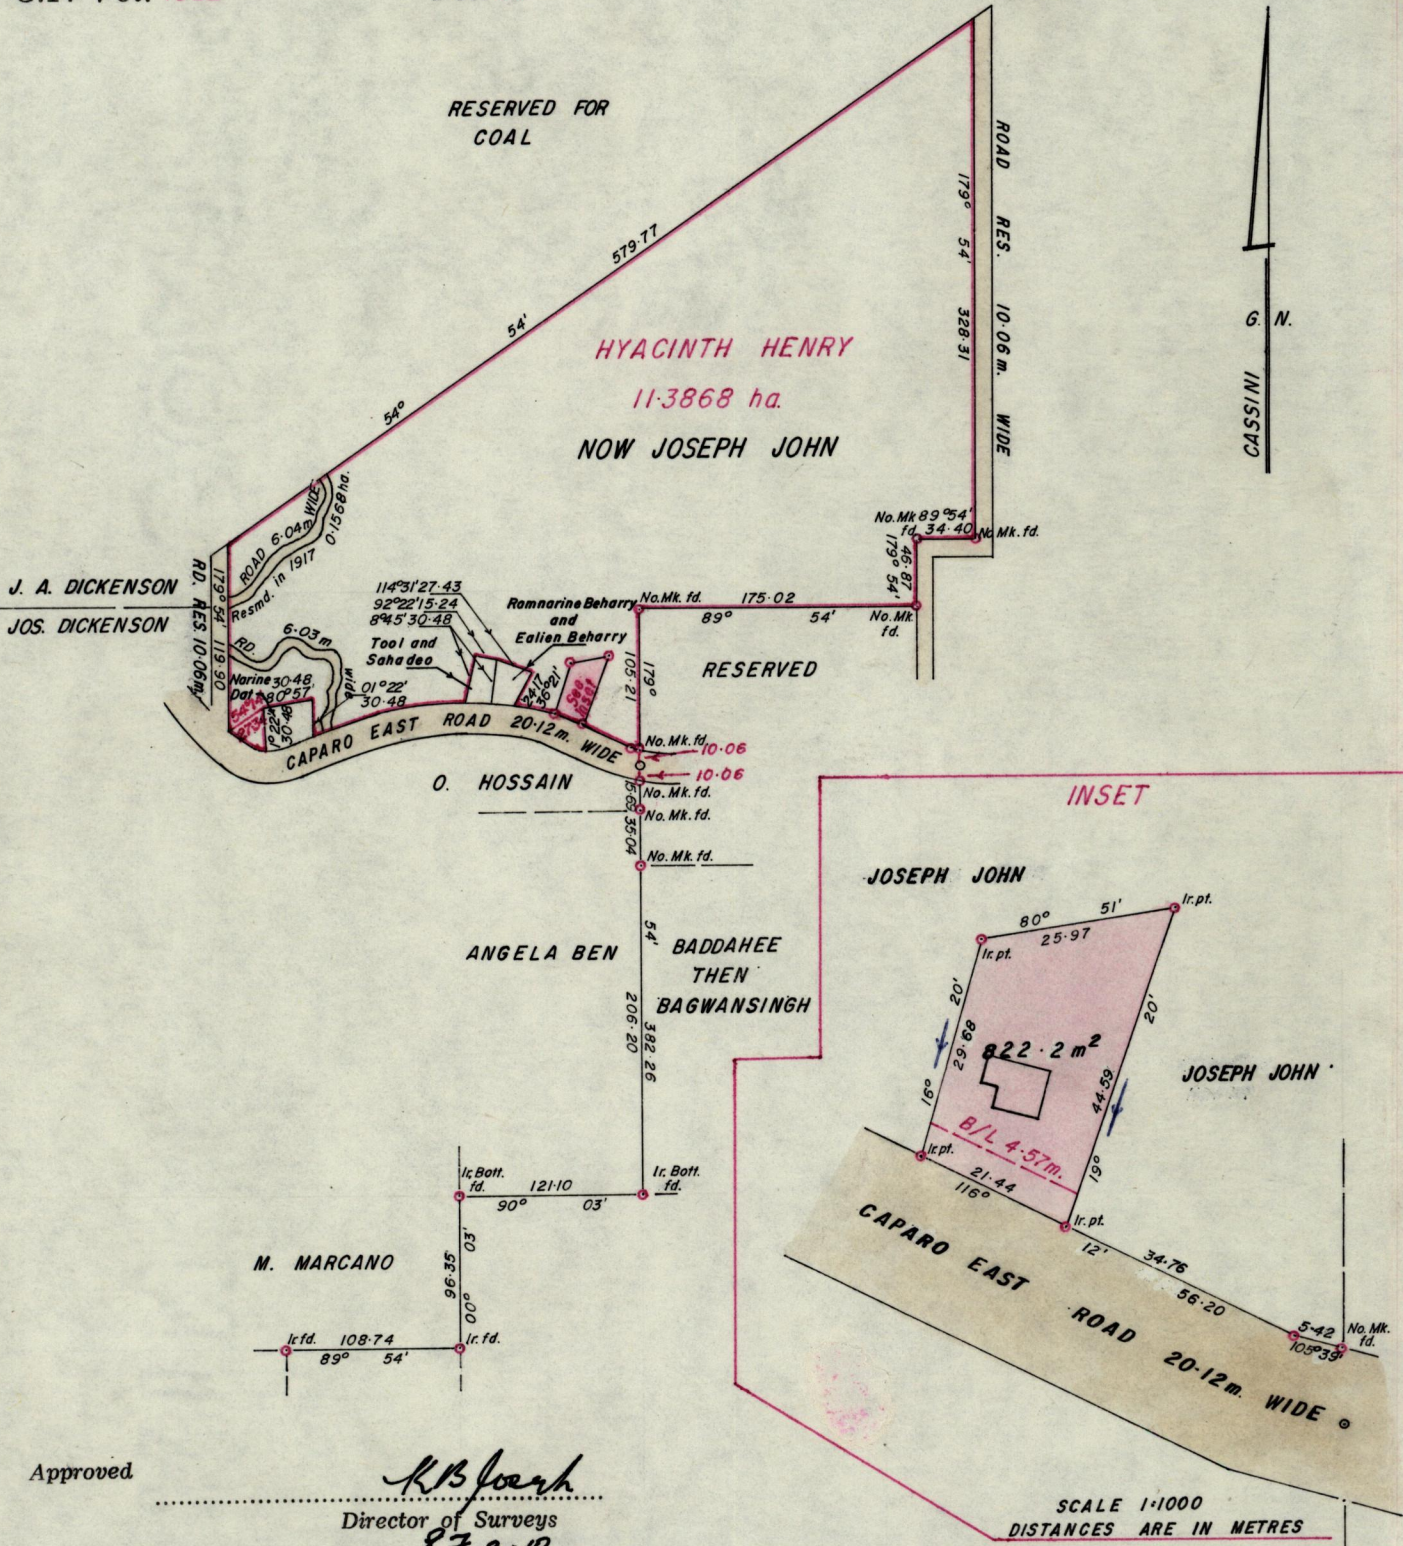 RESERVED FOR
COAL
579·77
54'
54°
ROAD RES. 10·06 m. WIDE
179° 54' 328·31
HYACINTH HENRY
11·3868 ha.
NOW JOSEPH JOHN
G. N.
CASSINI
No. Mk fd.
89° 54'
34·40
No Mk. fd.
46·87
179° 54'
ROAD 6·04m WIDE
Resmd. in 1917 0·1568 ha.
J. A. DICKENSON
JOS. DICKENSON
RD. RES. 10·06m
179° 54' 119·90
RD. 6·03m wide
114°31' 27·43
92°22' 15·24
8°45' 30·48
Tool and
Sahadeo
Ramnarine Beharry
and
Ealien Beharry
No. Mk. fd. 175·02
89° 54'
No. Mk.
fd.
RESERVED
105·21
179°
Narine 30·48
Dat 80°57
01°22'
30·48
1°22'
30·48
24·17
36°21'
See
Inset
CAPARO EAST ROAD 20·12m. WIDE
No. Mk. fd.
10·06
10·06
No. Mk. fd.
No. Mk. fd.
35·04
No. Mk. fd.
O. HOSSAIN
ANGELA BEN
54'
206·20
382 26
BADDAHEE
THEN
BAGWANSINGH
Ir. Bott.
fd.
121·10
90° 03'
Ir. Bott.
fd.
M. MARCANO
96·35
00° 03'
Ir. fd. 108·74
89° 54'
Ir. fd.
INSET
JOSEPH JOHN
80° 51'
25·97
Ir. pt.
Ir. pt.
20'
29·68
16°
822·2 m²
20'
44·59
19°
JOSEPH JOHN
B/L 4·57m.
Ir. pt.
21·44
116°
Ir. pt.
12'
34·76
56·20
5·42
105°39'
No. Mk.
fd.
CAPARO EAST ROAD 20·12m. WIDE
Approved
K B Joseph
Director of Surveys
SCALE 1:1000
DISTANCES ARE IN METRES